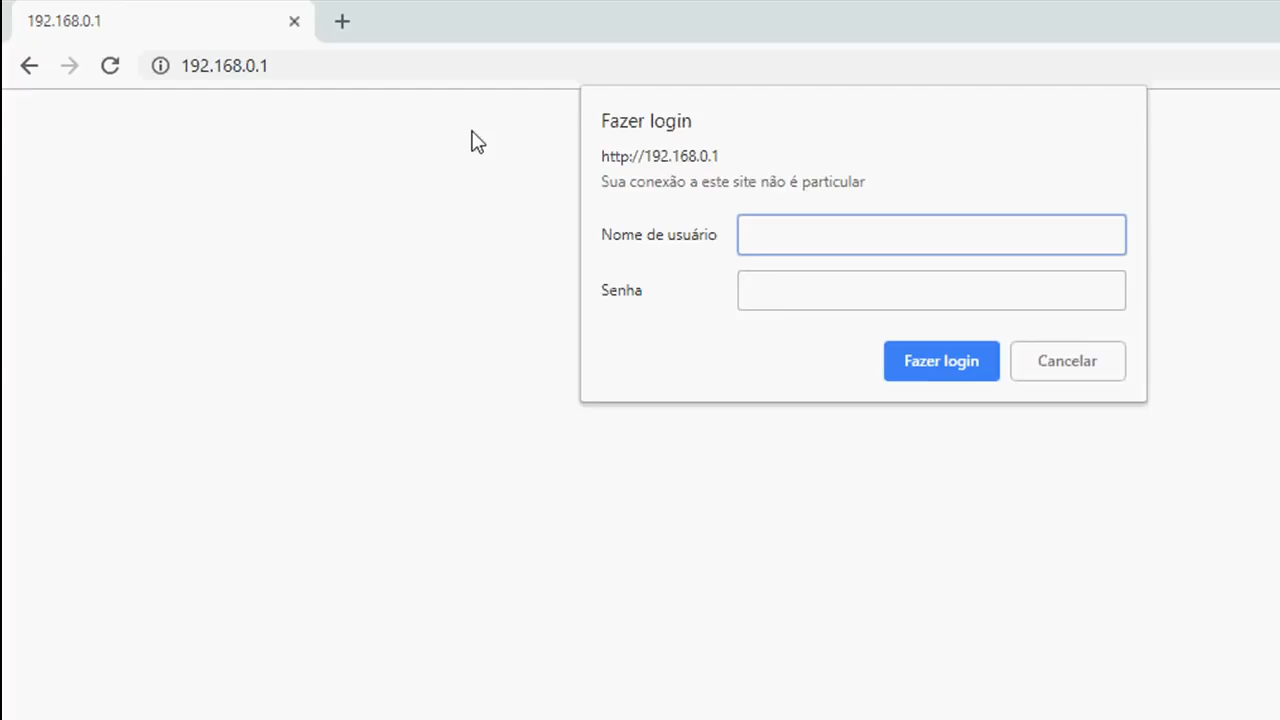 192.168.0.1
192.168.0.1
Fazer login
http://192.168.0.1
Sua conexão a este site não é particular
Nome de usuário
Senha
Fazer login Cancelar